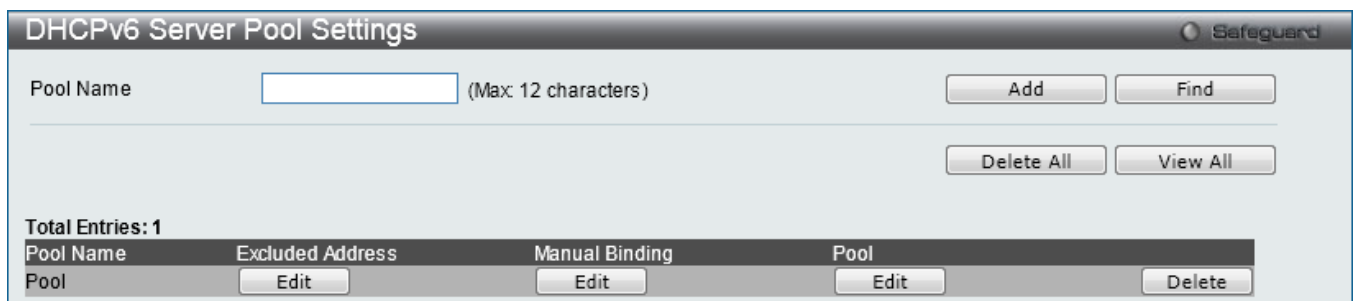 DHCPv6 Server Pool Settings Safeguard
Pool Name (Max: 12 characters) Add Find
Delete All View All
Total Entries: 1
Pool Name Excluded Address Manual Binding Pool
Pool Edit Edit Edit Delete